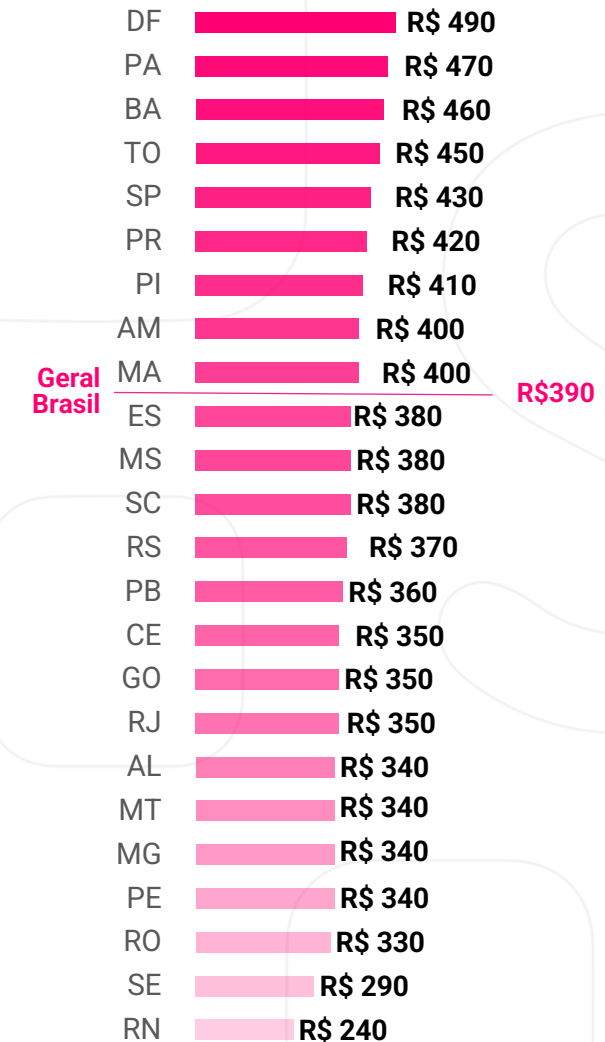 DF R$ 490
PA R$ 470
BA R$ 460
TO R$ 450
SP R$ 430
PR R$ 420
PI R$ 410
AM R$ 400
MA R$ 400
Geral
Brasil
R$390
ES R$ 380
MS R$ 380
SC R$ 380
RS R$ 370
PB R$ 360
CE R$ 350
GO R$ 350
RJ R$ 350
AL R$ 340
MT R$ 340
MG R$ 340
PE R$ 340
RO R$ 330
SE R$ 290
RN R$ 240